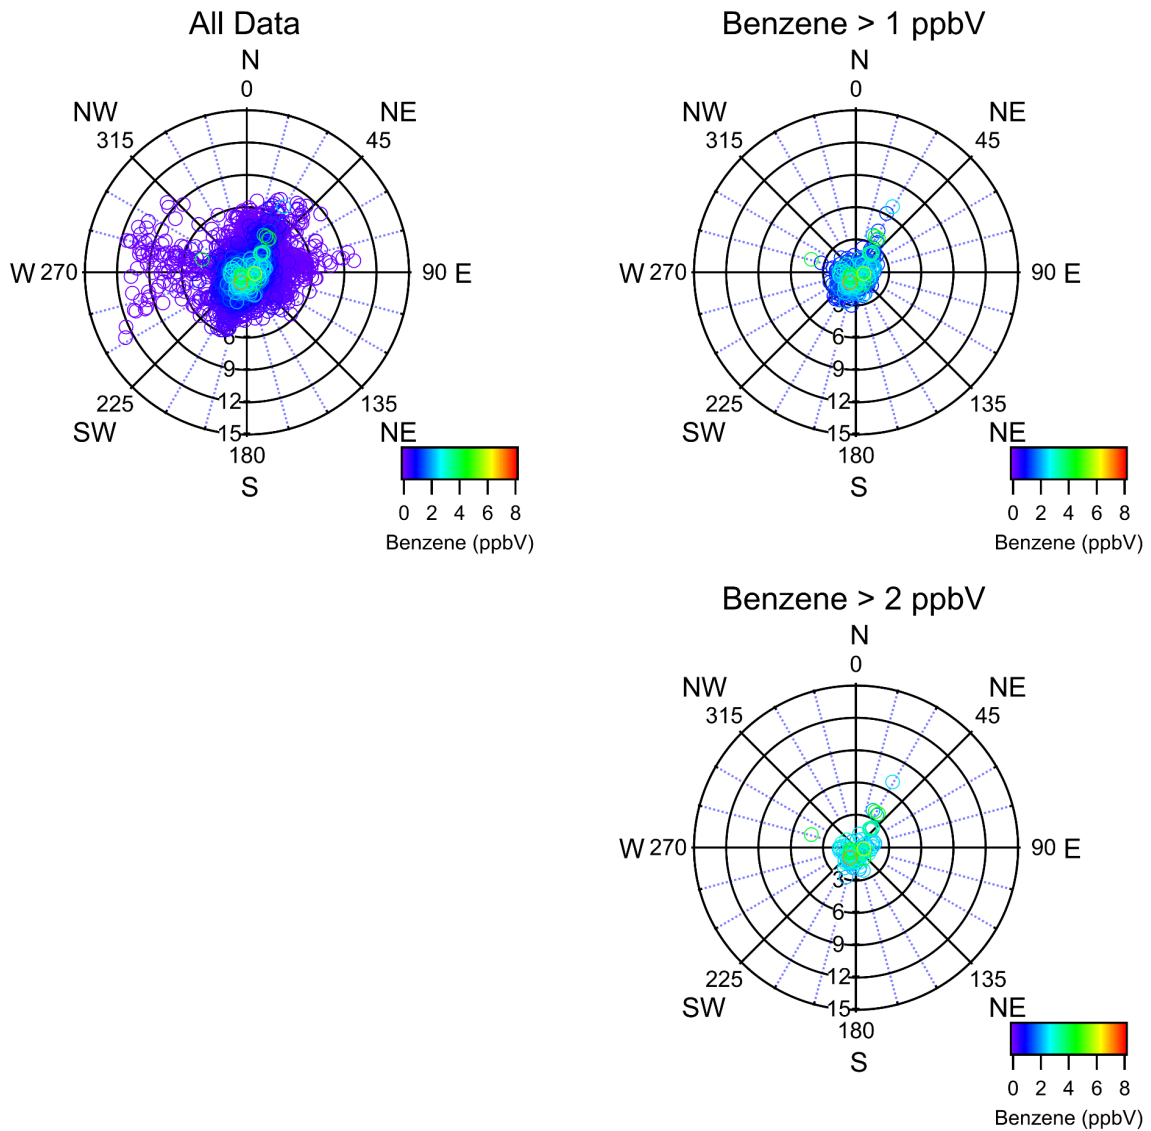 All Data
N
0
NW
NE
315
45
W 270
90 E
6
9
12
225
135
SW
15
NE
180
S
0 2 4 6 8
Benzene (ppbV)
Benzene > 1 ppbV
N
0
NW
NE
315
45
W 270
90 E
3
6
9
12
225
135
SW
15
NE
180
S
0 2 4 6 8
Benzene (ppbV)
Benzene > 2 ppbV
N
0
NW
NE
315
45
W 270
90 E
3
6
9
12
225
135
SW
15
NE
180
S
0 2 4 6 8
Benzene (ppbV)